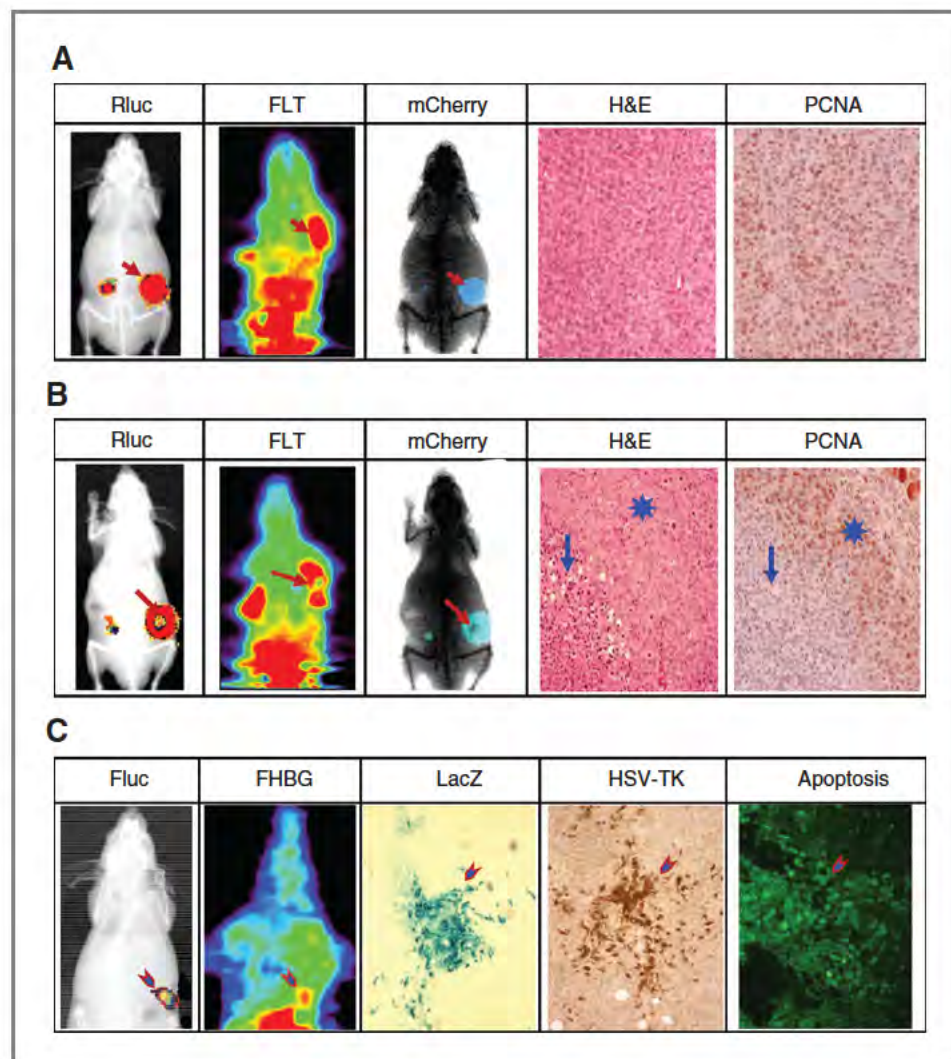 A
Rluc FLT mCherry H&E PCNA
B
Rluc FLT mCherry H&E PCNA
C
Fluc FHBG LacZ HSV-TK Apoptosis